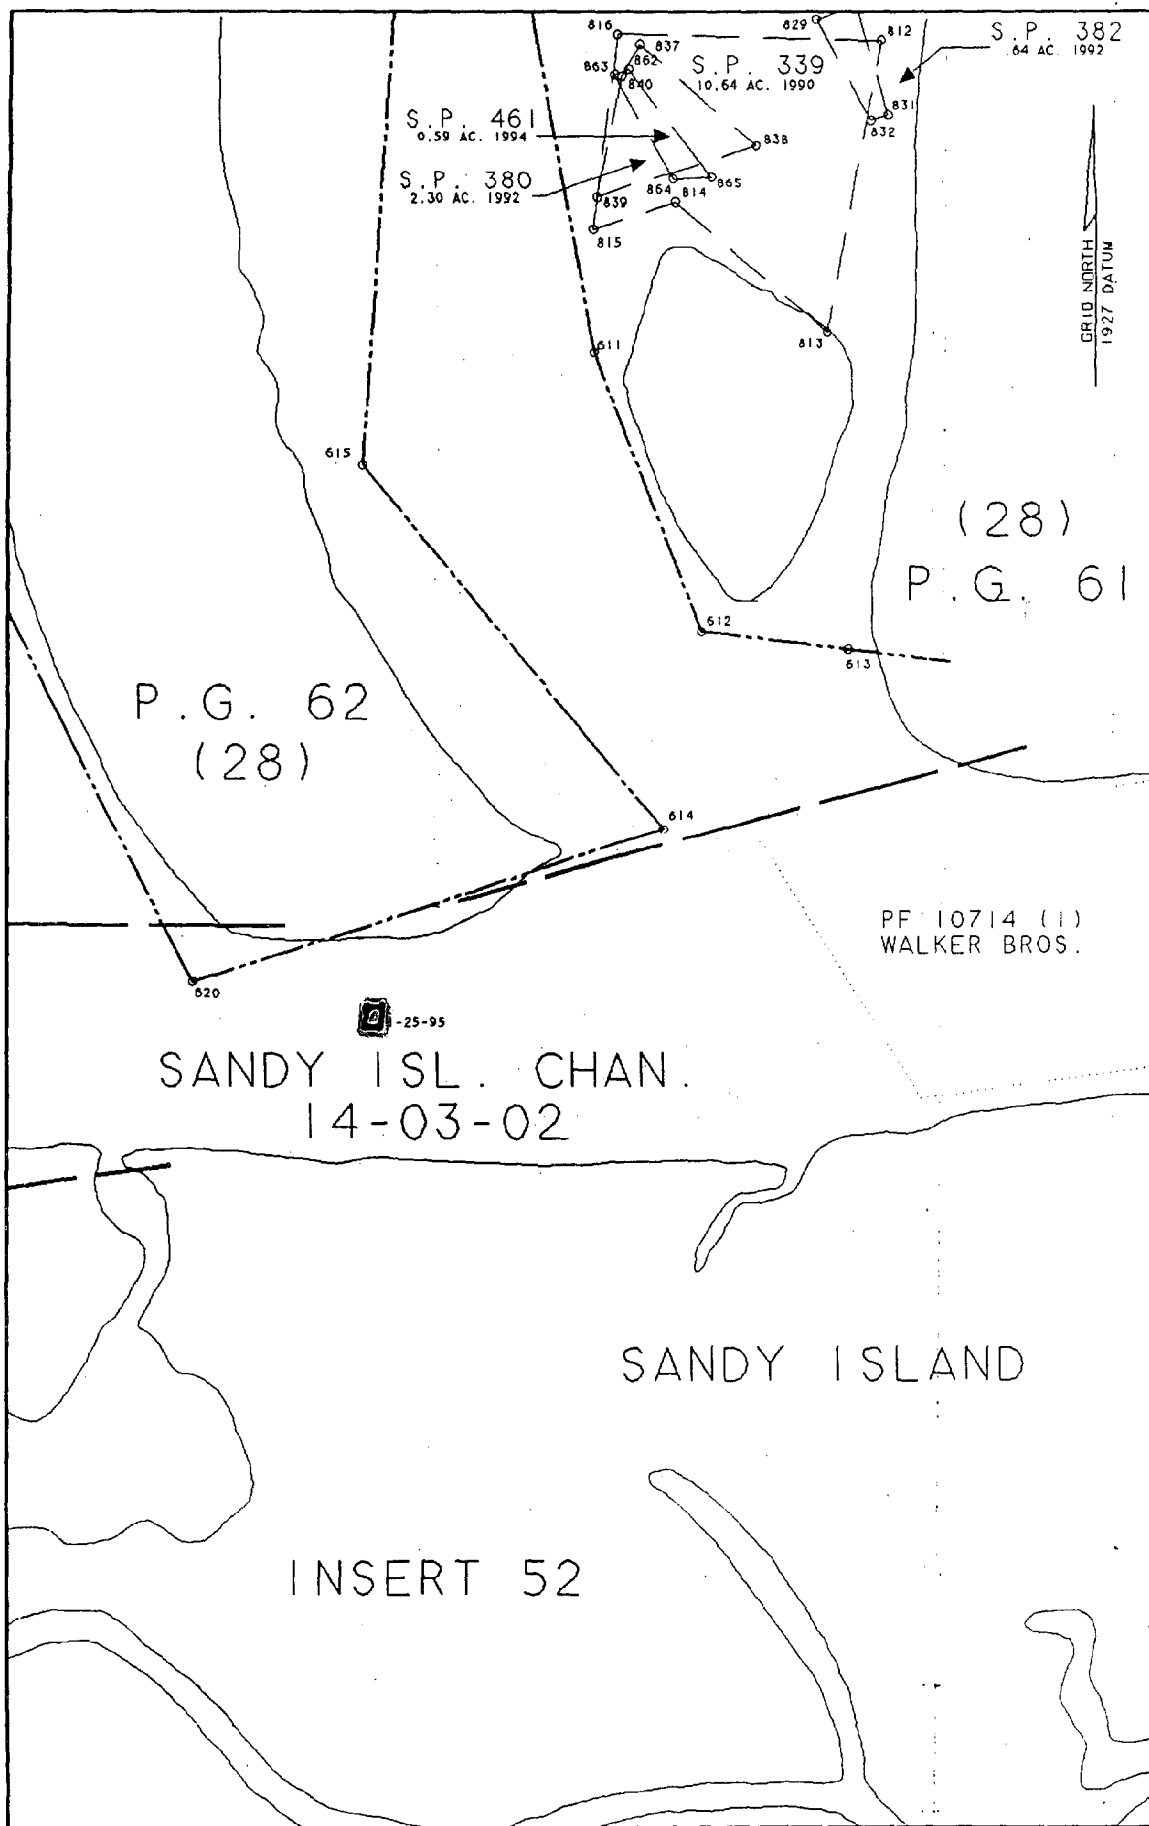 816
829
812
S.P. 382
.64 AC. 1992
837
862
863
840
S.P. 339
10.64 AC. 1990
831
832
S.P. 461
0.59 AC. 1994
838
S.P. 380
2.30 AC. 1992
864
865
814
839
815
GRID NORTH
1927 DATUM
813
611
615
(28)
P.G. 61
612
613
P.G. 62
(28)
614
PF 10714 (1)
WALKER BROS.
620
-25-95
SANDY ISL. CHAN.
14-03-02
SANDY ISLAND
INSERT 52